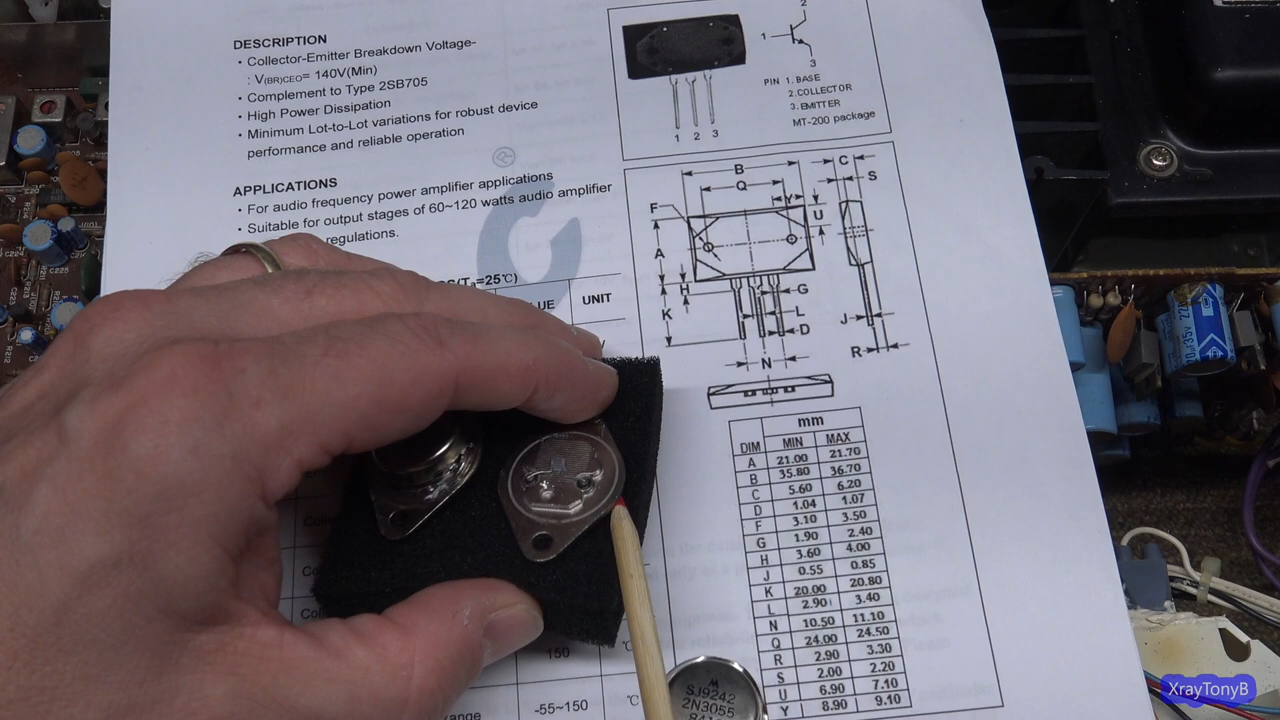 DESCRIPTION
• Collector-Emitter Breakdown Voltage-
: V(BR)CEO= 140V(Min)
• Complement to Type 2SB705
• High Power Dissipation
• Minimum Lot-to-Lot variations for robust device
performance and reliable operation
APPLICATIONS
• For audio frequency power amplifier applications
• Suitable for output stages of 60~120 watts audio amplifier
regulations.
=25℃)
UE UNIT
150 ℃
-55~150 ℃
®
2
1
3
PIN 1. BASE
2. COLLECTOR
3. EMITTER
MT-200 package
1 2 3
B
C
Q
S
Y
U
F
A
H
G
K
L
D
J
R
N
mm
DIM MIN MAX
A 21.00 21.70
B 35.80 36.70
C 5.60 6.20
D 1.04 1.07
F 3.10 3.50
G 1.90 2.40
H 3.60 4.00
J 0.55 0.85
K 20.00 20.80
L 2.90 3.40
N 10.50 11.10
Q 24.00 24.50
R 2.90 3.30
S 2.00 2.20
U 6.90 7.10
Y 8.90 9.10
SJ9242
2N3055
XrayTonyB